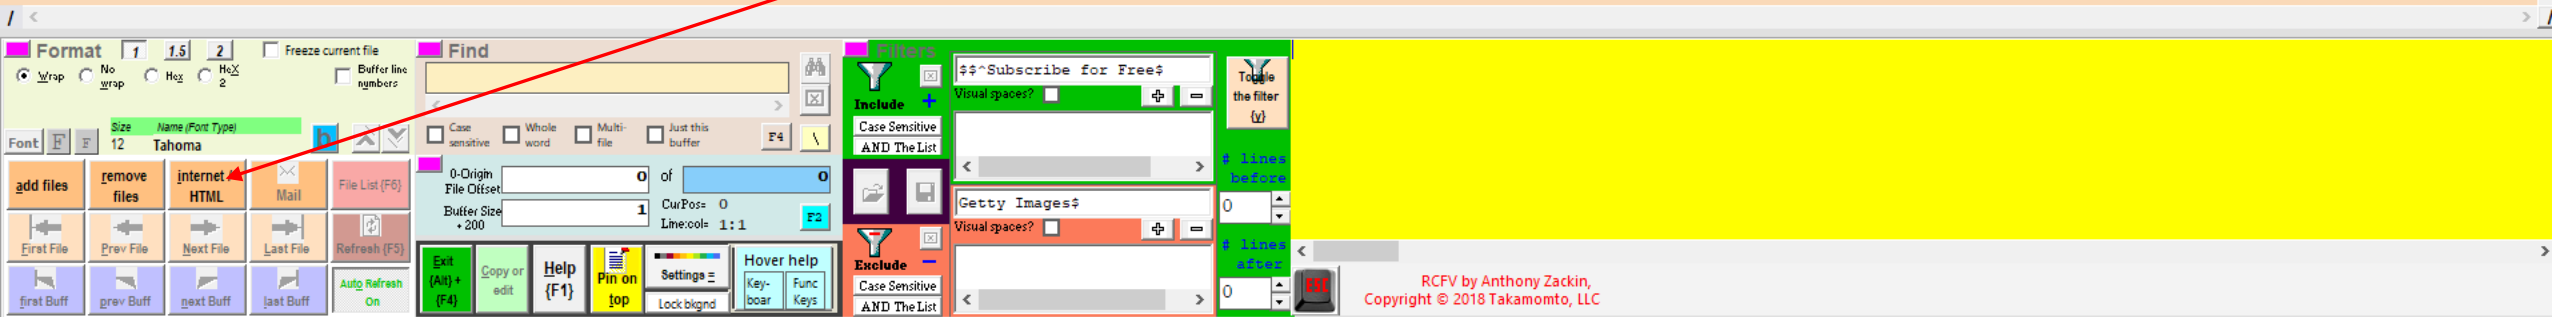 /
Format 1 1.5 2 Freeze current file
Wrap No wrap Hex HeX 2 Buffer line numbers
Size Name (Font Type)
Font F F 12 Tahoma b
add files remove files internet HTML Mail File List {F6}
First File Prev File Next File Last File Refresh {F5}
first Buff prev Buff next Buff last Buff Auto Refresh On
Find
Case sensitive Whole word Multi-file Just this buffer F4 \
0-Origin File Offset 0 of 0
Buffer Size +200 1 CurPos= 0
Line:col= 1:1 F2
Exit {Alt} + {F4} Copy or edit Help {F1} Pin on top Settings = Lock bkgnd Hover help Key-boar Func Keys
Filters
Include +
Case Sensitive
AND The List
$$^Subscribe for Free$
Visual spaces? + -
Toggle the filter {v}
# lines before
0
Getty Images$
Visual spaces? + -
Exclude -
Case Sensitive
AND The List
# lines after
0
ESC
RCFV by Anthony Zackin,
Copyright © 2018 Takamomto, LLC